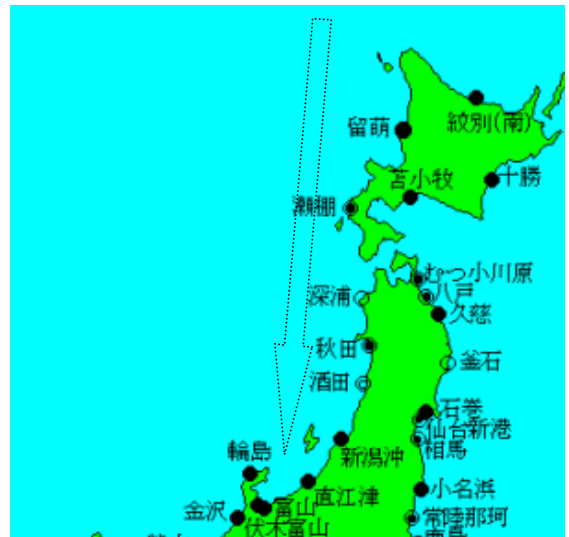 紋別(南)
留萌
十勝
苫小牧
瀬棚
むつ小川原
八戸
深浦
久慈
秋田
釜石
酒田
石巻
仙台新港
相馬
新潟沖
輪島
直江津
小名浜
富山
金沢
常陸那珂
伏木富山